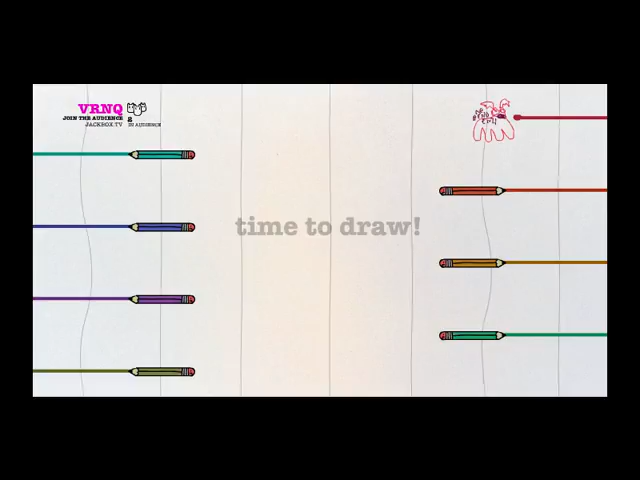 VRNQ
JOIN THE AUDIENCE
JACKBOX.TV
2
IN AUDIENCE
time to draw!